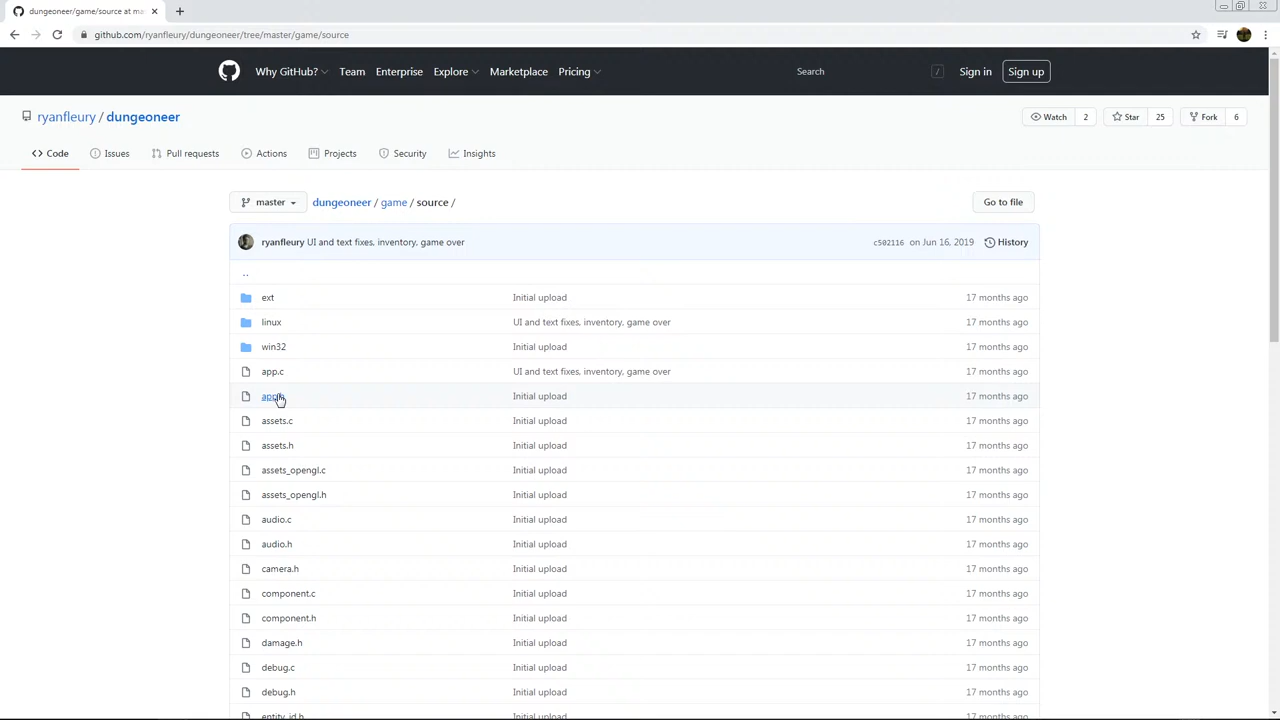 dungeoneer/game/source at ma
github.com/ryanfleury/dungeoneer/tree/master/game/source
Why GitHub? Team Enterprise Explore Marketplace Pricing Search / Sign in Sign up
ryanfleury / dungeoneer Watch 2 Star 25 Fork 6
Code Issues Pull requests Actions Projects Security Insights
master dungeoneer / game / source / Go to file
ryanfleury UI and text fixes, inventory, game over c502116 on Jun 16, 2019 History
..
ext Initial upload 17 months ago
linux UI and text fixes, inventory, game over 17 months ago
win32 Initial upload 17 months ago
app.c UI and text fixes, inventory, game over 17 months ago
app.h Initial upload 17 months ago
assets.c Initial upload 17 months ago
assets.h Initial upload 17 months ago
assets_opengl.c Initial upload 17 months ago
assets_opengl.h Initial upload 17 months ago
audio.c Initial upload 17 months ago
audio.h Initial upload 17 months ago
camera.h Initial upload 17 months ago
component.c Initial upload 17 months ago
component.h Initial upload 17 months ago
damage.h Initial upload 17 months ago
debug.c Initial upload 17 months ago
debug.h Initial upload 17 months ago
entity_id.h Initial upload 17 months ago